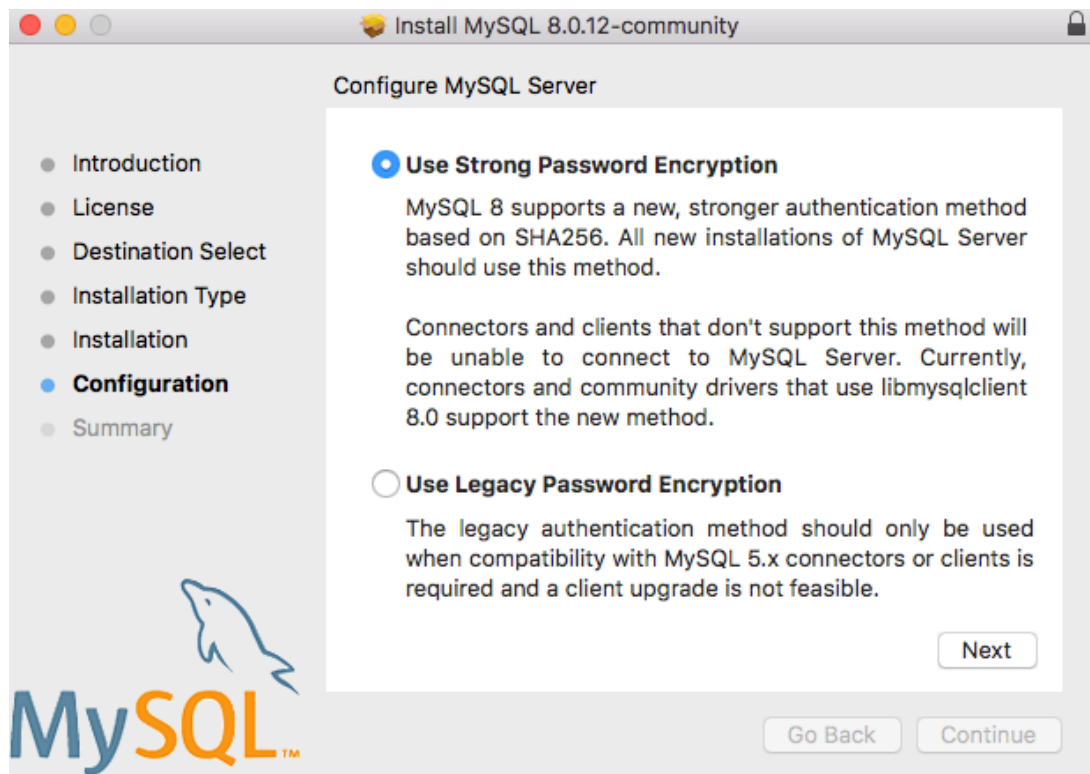 Install MySQL 8.0.12-community
Configure MySQL Server
Introduction
License
Destination Select
Installation Type
Installation
Configuration
Summary
Use Strong Password Encryption
MySQL 8 supports a new, stronger authentication method
based on SHA256. All new installations of MySQL Server
should use this method.
Connectors and clients that don't support this method will
be unable to connect to MySQL Server. Currently,
connectors and community drivers that use libmysqlclient
8.0 support the new method.
Use Legacy Password Encryption
The legacy authentication method should only be used
when compatibility with MySQL 5.x connectors or clients is
required and a client upgrade is not feasible.
Next
MySQL™
Go Back
Continue